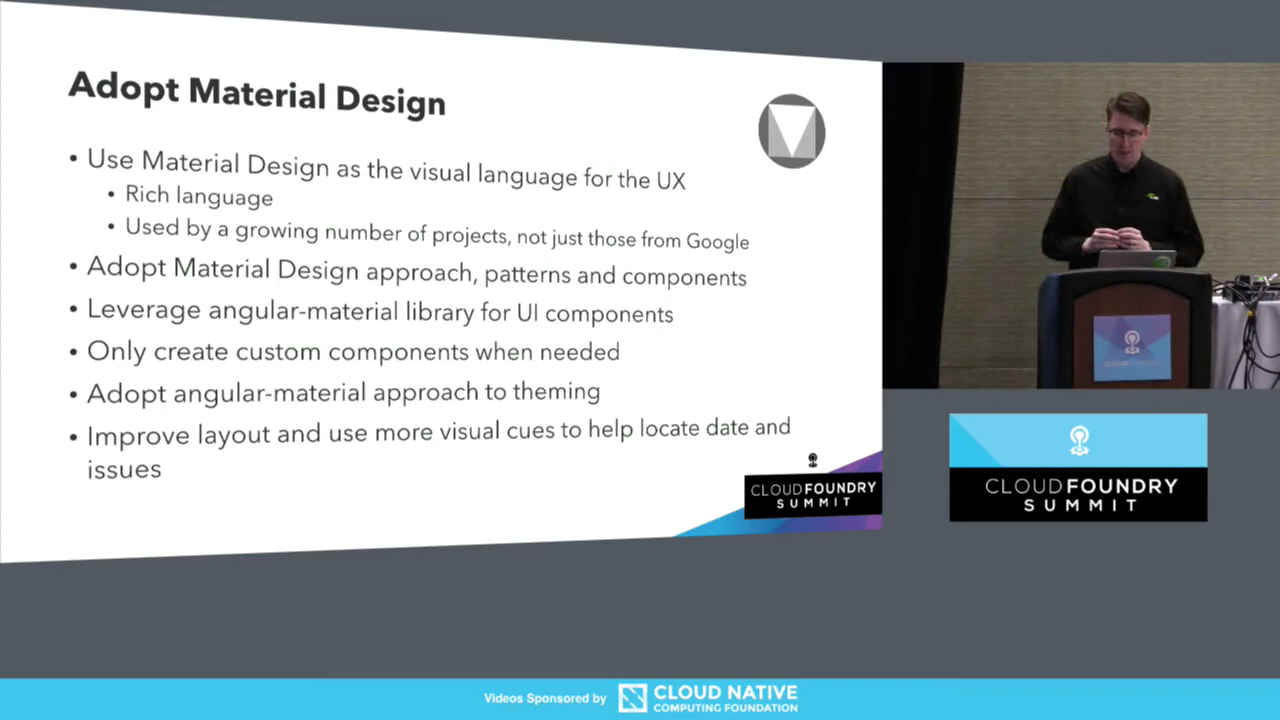 Adopt Material Design
• Use Material Design as the visual language for the UX
• Rich language
• Used by a growing number of projects, not just those from Google
• Adopt Material Design approach, patterns and components
• Leverage angular-material library for UI components
• Only create custom components when needed
• Adopt angular-material approach to theming
• Improve layout and use more visual cues to help locate date and
issues
CLOUD FOUNDRY
SUMMIT
CLOUD FOUNDRY
SUMMIT
Videos Sponsored by
CLOUD NATIVE
COMPUTING FOUNDATION